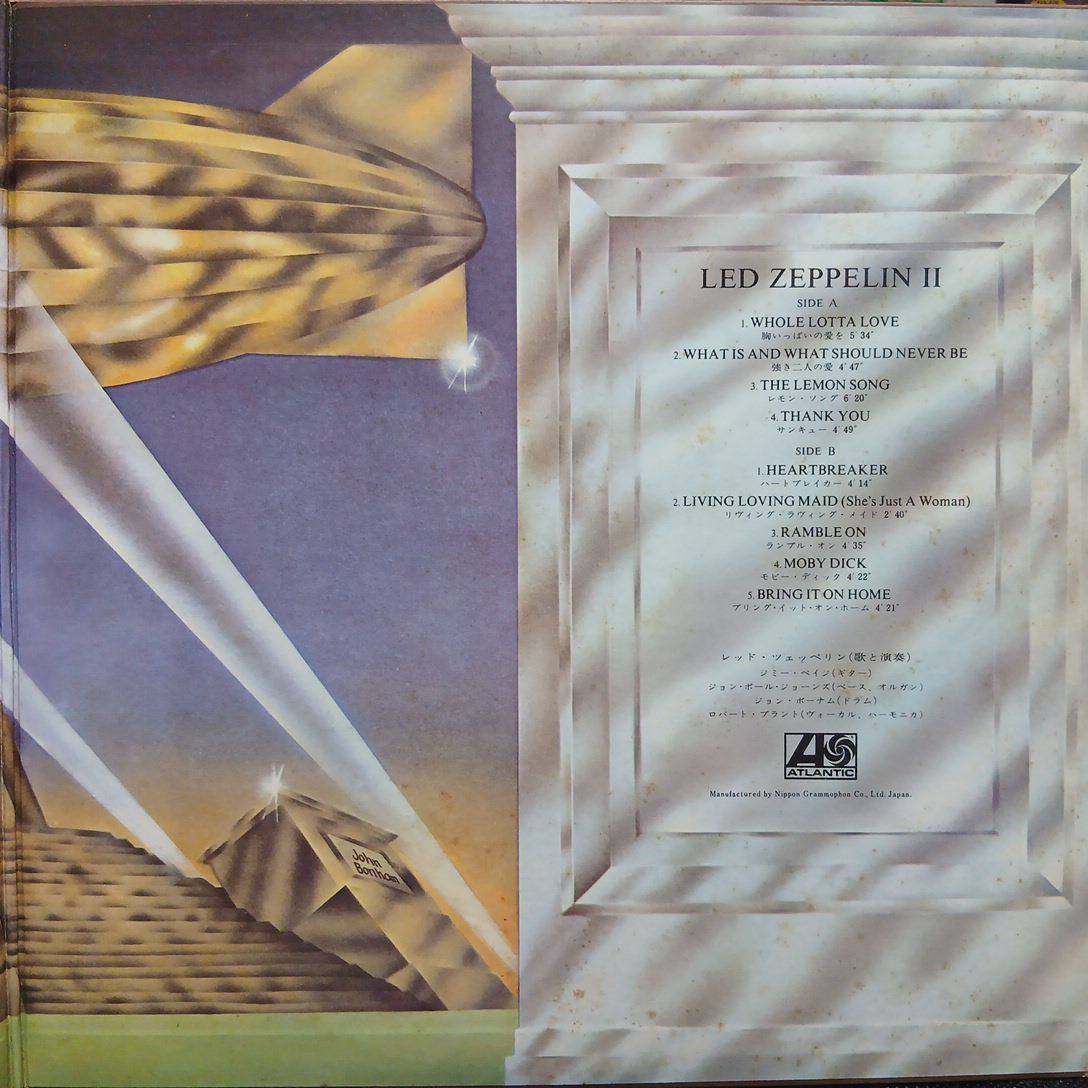 LED ZEPPELIN II
SIDE A
1. WHOLE LOTTA LOVE
胸いっぱいの愛を 5′34″
2. WHAT IS AND WHAT SHOULD NEVER BE
強き二人の愛 4′47″
3. THE LEMON SONG
レモン・ソング 6′20″
4. THANK YOU
サンキュー 4′49″
SIDE B
1. HEARTBREAKER
ハートブレイカー 4′14″
2. LIVING LOVING MAID (She's Just A Woman)
リヴィング・ラヴィング・メイド 2′40″
3. RAMBLE ON
ランブル・オン 4′35″
4. MOBY DICK
モビー・ディック 4′22″
5. BRING IT ON HOME
ブリング・イット・オン・ホーム 4′21″
レッド・ツェッペリン(歌と演奏)
ジミー・ペイジ(ギター)
ジョン・ポール・ジョーンズ(ベース、オルガン)
ジョン・ボーナム(ドラム)
ロバート・プラント(ヴォーカル、ハーモニカ)
ATLANTIC
Manufactured by Nippon Grammophon Co., Ltd. Japan.
John
Bonham